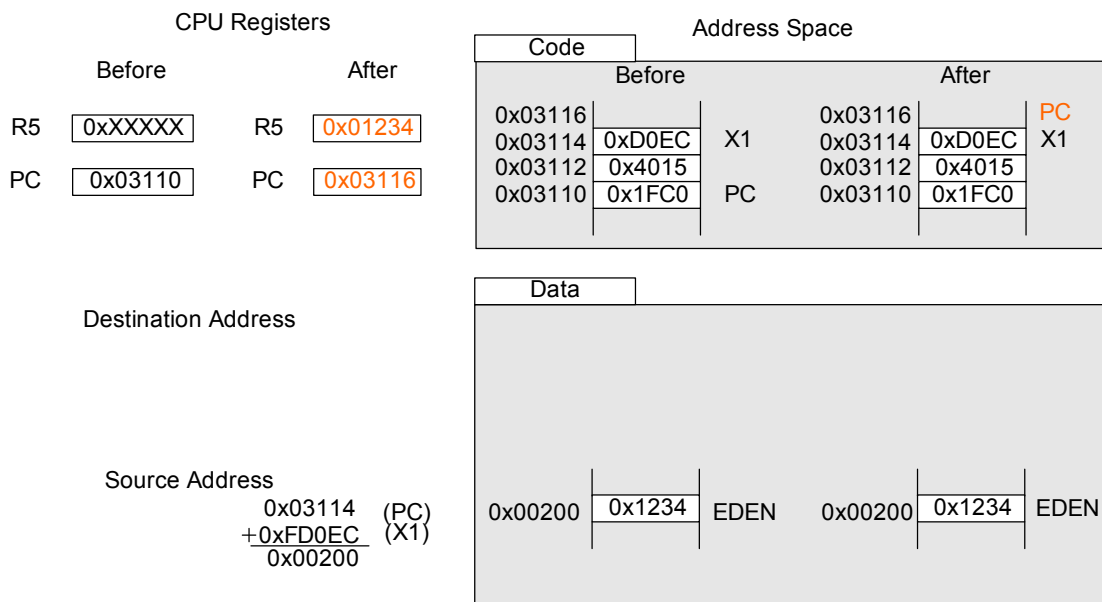 CPU Registers
Address Space
Code
Before After
Before After
R5 0xXXXXX R5 0x01234
PC 0x03110 PC 0x03116
0x03116 0x03116 PC
0x03114 0xD0EC X1 0x03114 0xD0EC X1
0x03112 0x4015 0x03112 0x4015
0x03110 0x1FC0 PC 0x03110 0x1FC0
Data
Destination Address
Source Address
0x03114 (PC)
+0xFD0EC (X1)
0x00200
0x00200 0x1234 EDEN 0x00200 0x1234 EDEN